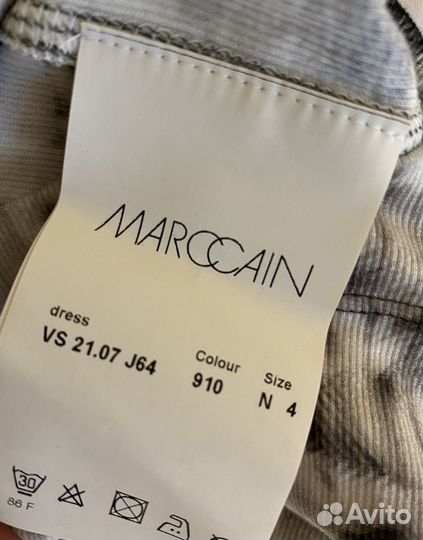 MARCCAIN
dress
VS 21.07 J64
Colour
910
Size
N 4
30
86 F
Avito